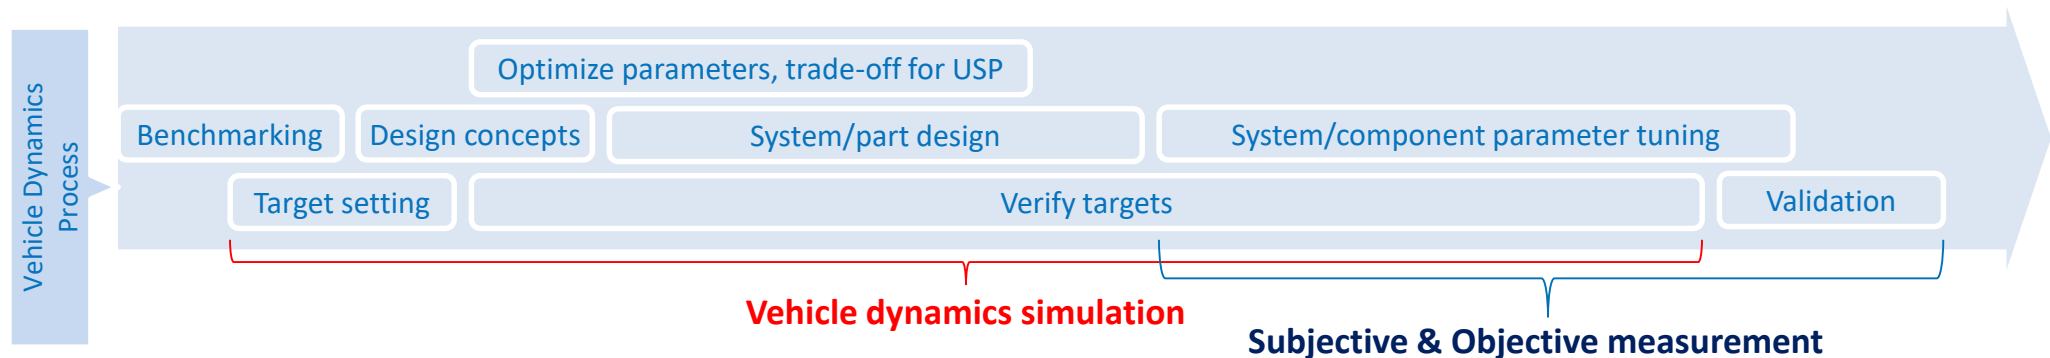 Vehicle Dynamics
Process
Optimize parameters, trade-off for USP
Benchmarking
Design concepts
System/part design
System/component parameter tuning
Target setting
Verify targets
Validation
Vehicle dynamics simulation
Subjective & Objective measurement